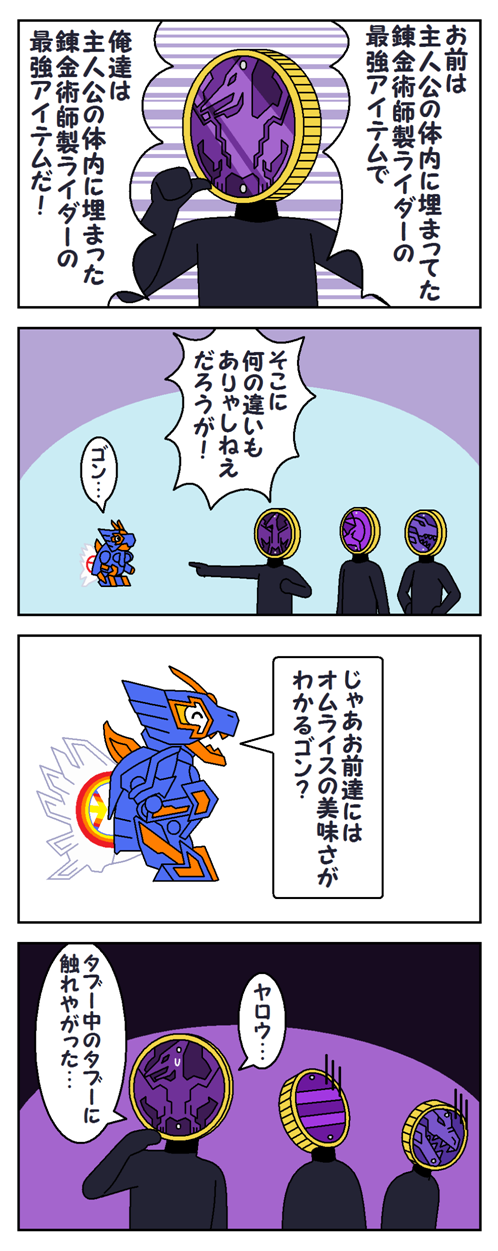 お前は
主人公の体内に埋まってた
錬金術師製ライダーの
最強アイテムで
俺達は
主人公の体内に埋まった
錬金術師製ライダーの
最強アイテムだ！
そこに
何の違いも
ありゃしねえ
だろうが！
ゴン…
じゃあお前達には
オムライスの美味さが
わかるゴン？
ヤロウ…
タブー中のタブーに
触れやがった…